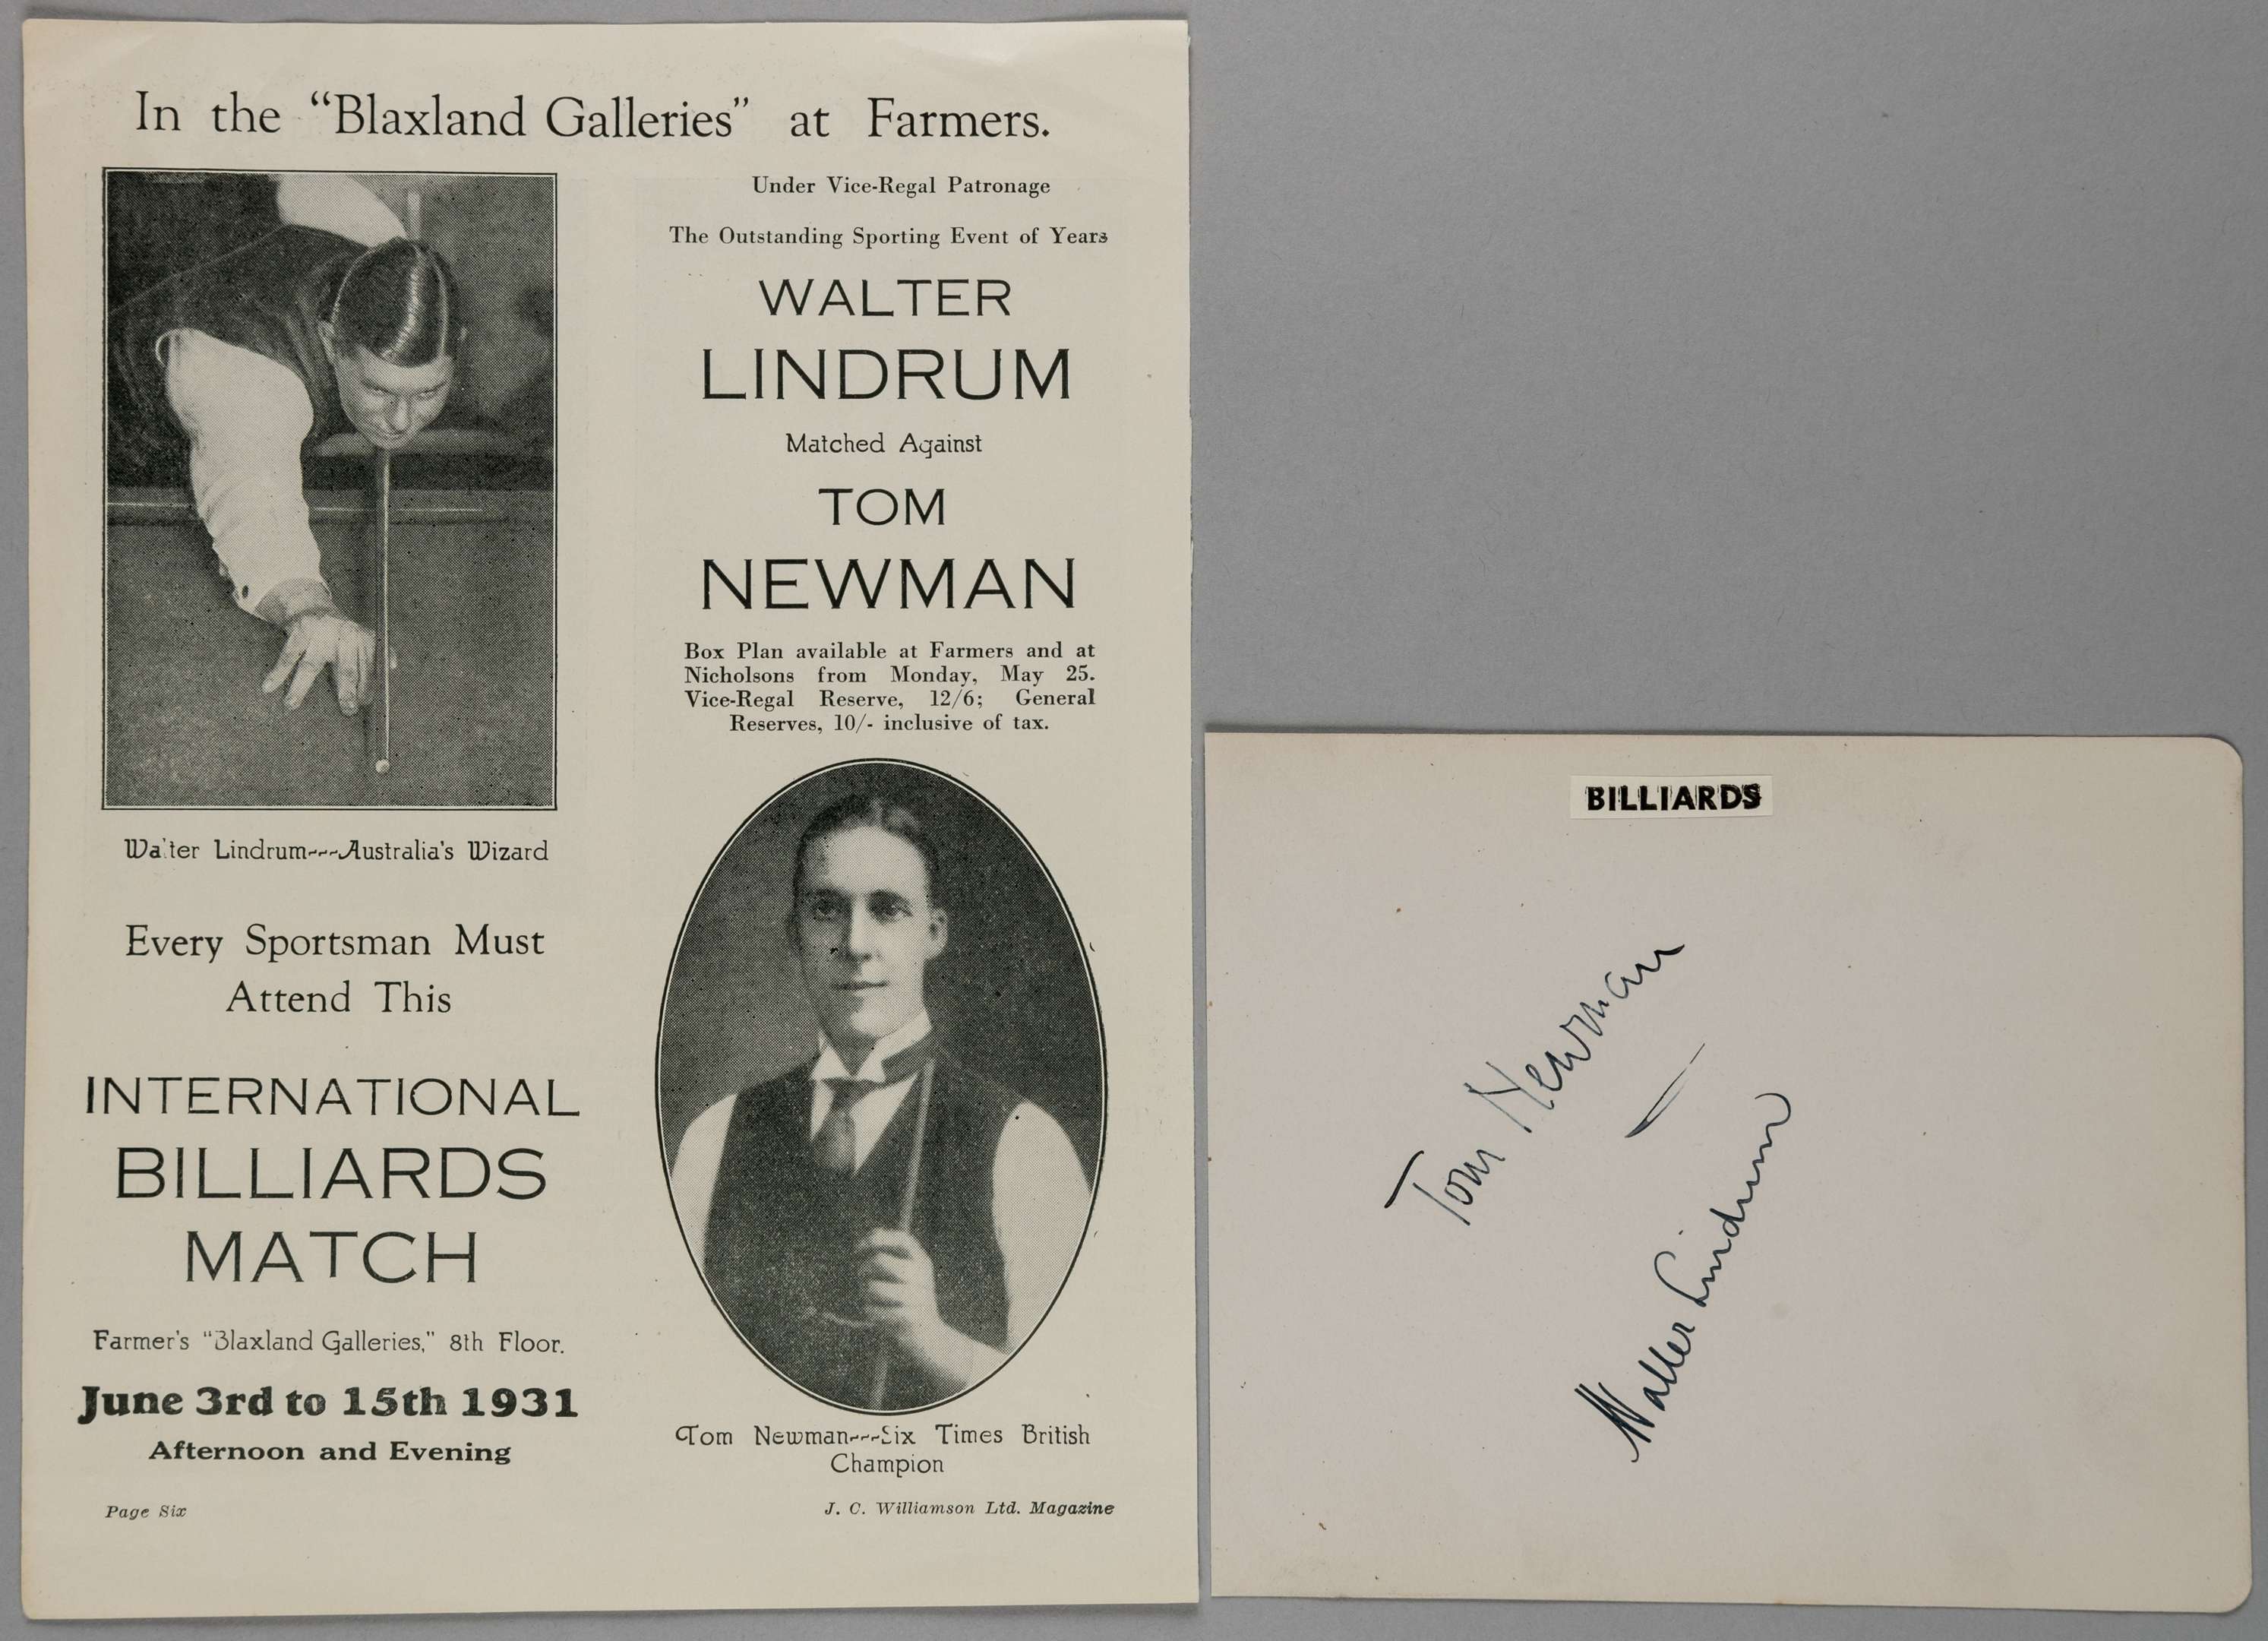 In the "Blaxland Galleries" at Farmers.
Walter Lindrum---Australia's Wizard
Every Sportsman Must
Attend This
INTERNATIONAL
BILLIARDS
MATCH
Farmer's "Blaxland Galleries," 8th Floor.
June 3rd to 15th 1931
Afternoon and Evening
Page Six
Under Vice-Regal Patronage
The Outstanding Sporting Event of Years
WALTER
LINDRUM
Matched Against
TOM
NEWMAN
Box Plan available at Farmers and at
Nicholsons from Monday, May 25.
Vice-Regal Reserve, 12/6; General
Reserves, 10/- inclusive of tax.
Tom Newman---Six Times British
Champion
J. C. Williamson Ltd. Magazine
BILLIARDS
Tom Newman
Walter Lindrum